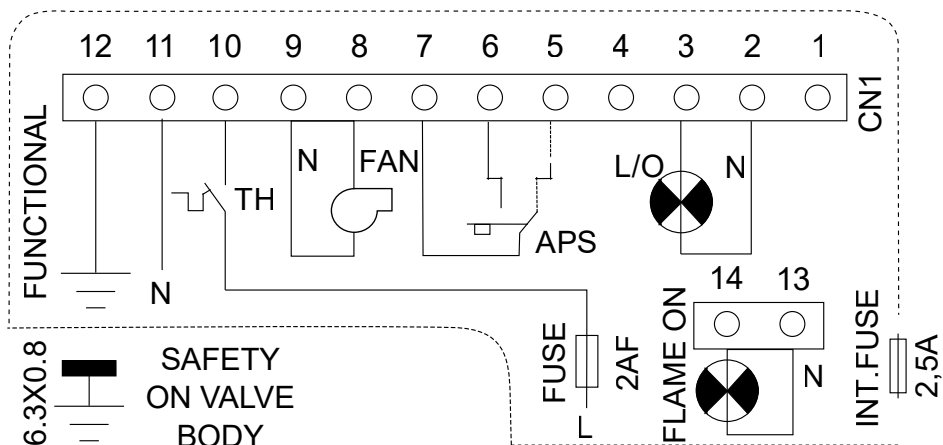 12 11 10 9 8 7 6 5 4 3 2 1
CN1
FUNCTIONAL
N
TH
N
FAN
APS
L/O
N
FUSE
2AF
L
FLAME ON
14 13
N
INT.FUSE
2,5A
6.3X0.8
SAFETY
ON VALVE
BODY